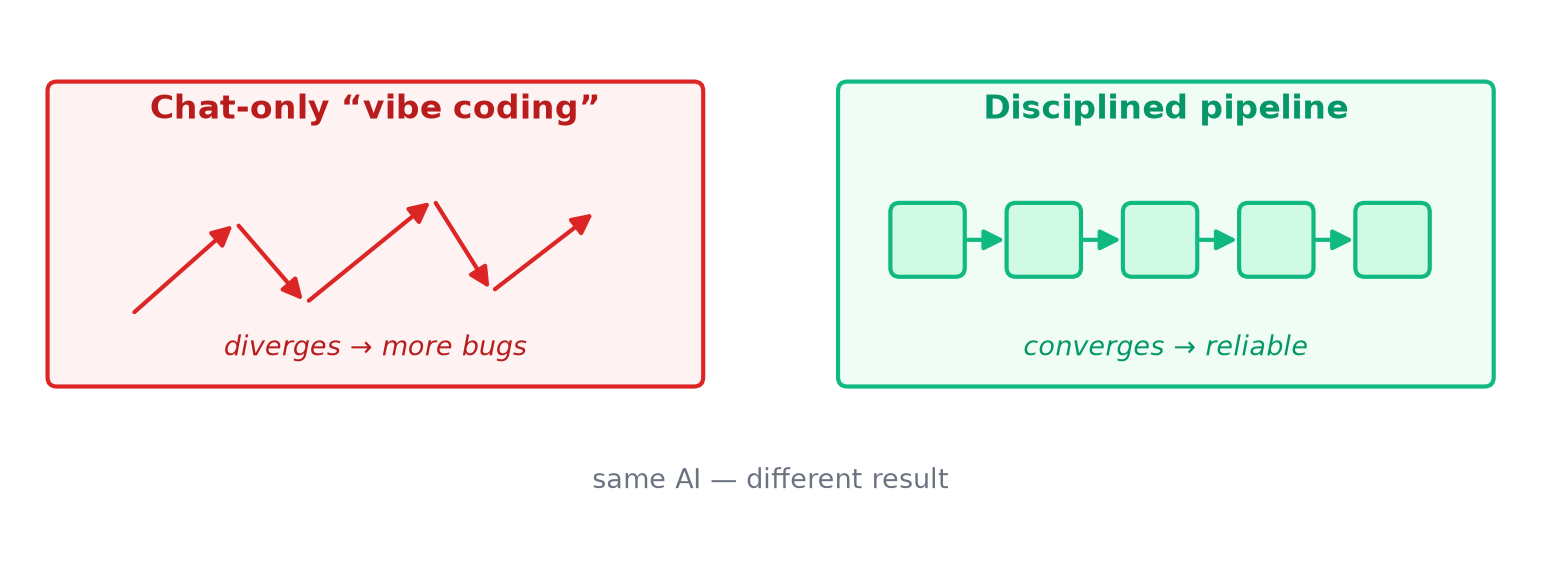 Chat-only “vibe coding”
Disciplined pipeline
diverges → more bugs
converges → reliable
same AI — different result